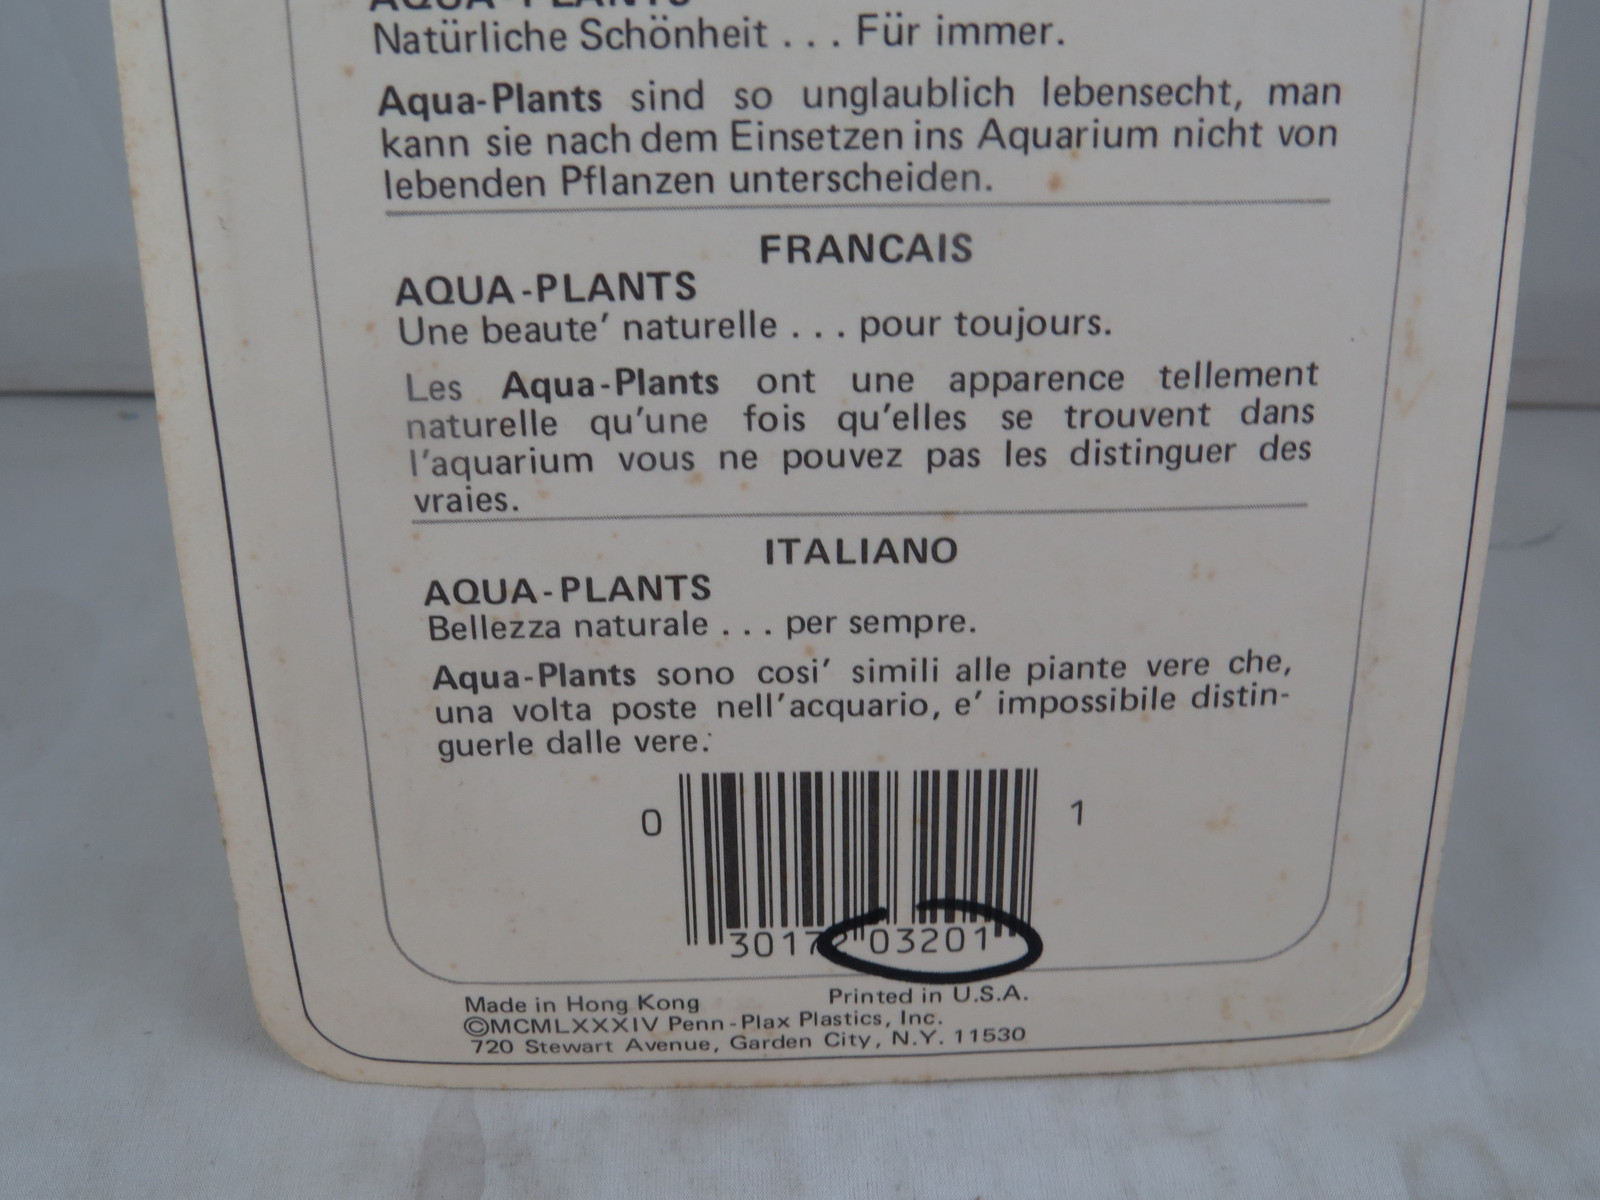 AQUA-PLANTS
Natürliche Schönheit . . . Für immer.
Aqua-Plants sind so unglaublich lebensecht, man
kann sie nach dem Einsetzen ins Aquarium nicht von
lebenden Pflanzen unterscheiden.
FRANCAIS
AQUA-PLANTS
Une beaute' naturelle . . . pour toujours.
Les Aqua-Plants ont une apparence tellement
naturelle qu'une fois qu'elles se trouvent dans
l'aquarium vous ne pouvez pas les distinguer des
vraies.
ITALIANO
AQUA-PLANTS
Bellezza naturale . . . per sempre.
Aqua-Plants sono cosi' simili alle piante vere che,
una volta poste nell'acquario, e' impossibile distin-
guerle dalle vere.
0 1
30172 03201
Made in Hong Kong Printed in U.S.A.
©MCMLXXXIV Penn-Plax Plastics, Inc.
720 Stewart Avenue, Garden City, N.Y. 11530